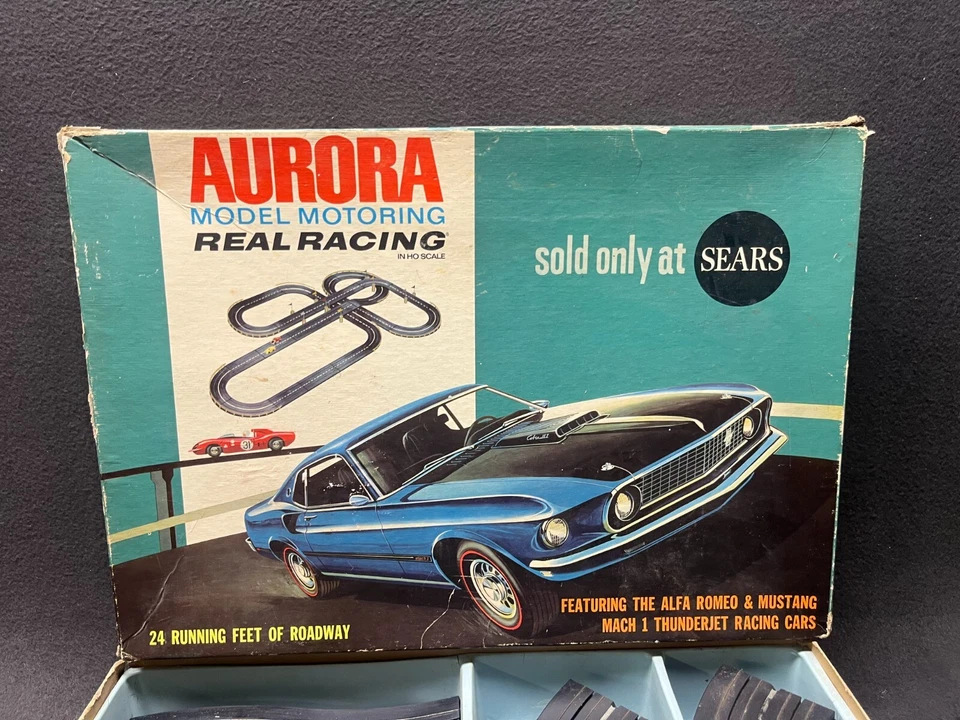 AURORA
MODEL MOTORING
REAL RACING®
IN HO SCALE
sold only at SEARS
31
24 RUNNING FEET OF ROADWAY
FEATURING THE ALFA ROMEO & MUSTANG
MACH 1 THUNDERJET RACING CARS